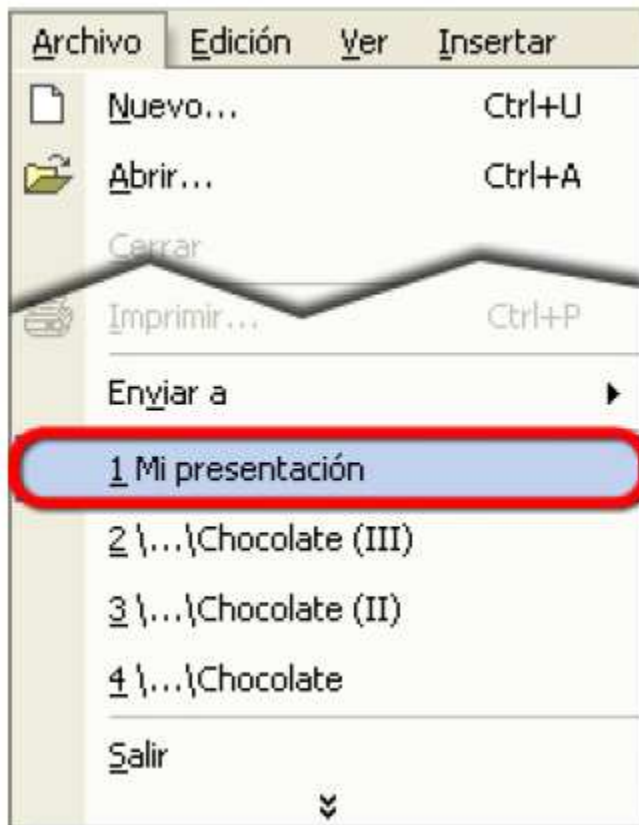 Archivo Edición Ver Insertar
Nuevo... Ctrl+U
Abrir... Ctrl+A
Cerrar
Imprimir... Ctrl+P
Enviar a
1 Mi presentación
2 \...\Chocolate (III)
3 \...\Chocolate (II)
4 \...\Chocolate
Salir